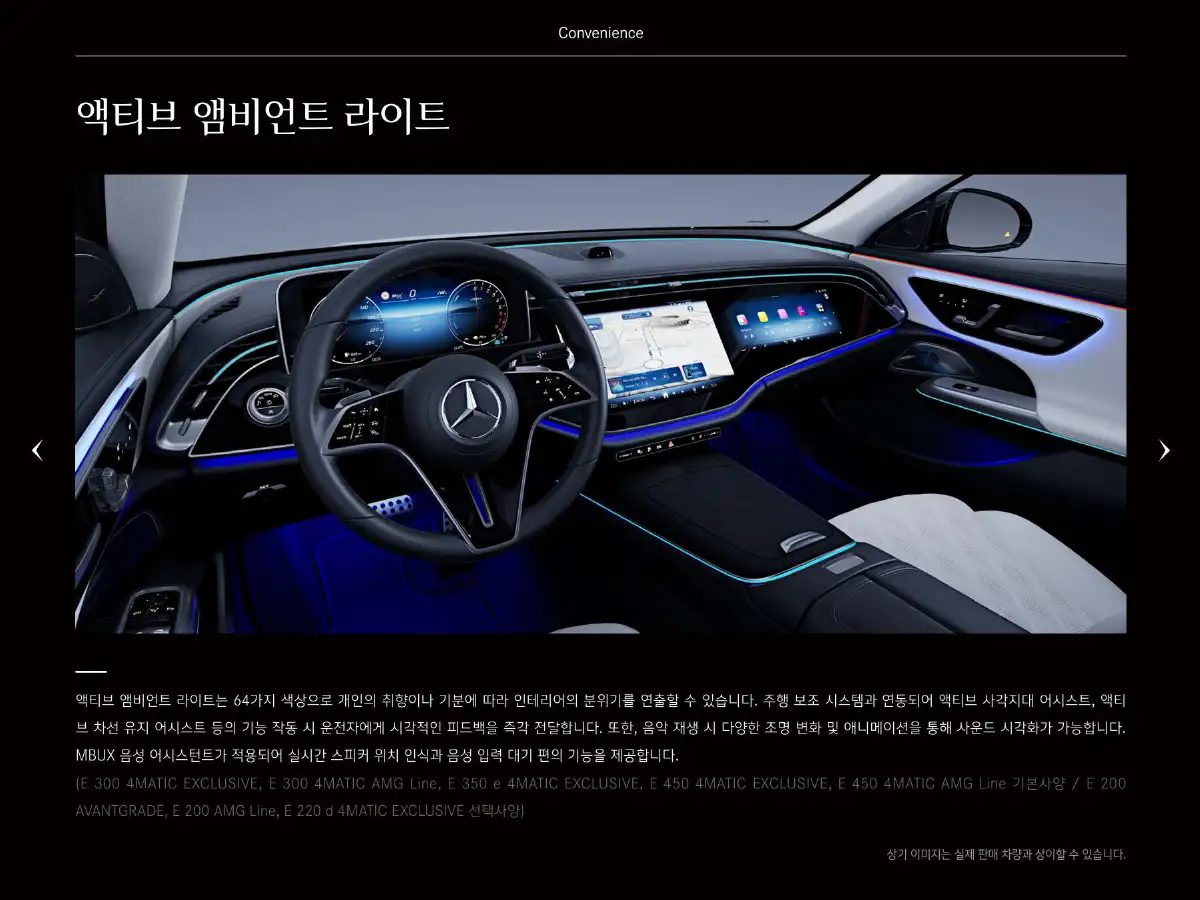 Convenience
액티브 앰비언트 라이트
액티브 앰비언트 라이트는 64가지 색상으로 개인의 취향이나 기분에 따라 인테리어의 분위기를 연출할 수 있습니다. 주행 보조 시스템과 연동되어 액티브 사각지대 어시스트, 액티
브 차선 유지 어시스트 등의 기능 작동 시 운전자에게 시각적인 피드백을 즉각 전달합니다. 또한, 음악 재생 시 다양한 조명 변화 및 애니메이션을 통해 사운드 시각화가 가능합니다.
MBUX 음성 어시스턴트가 적용되어 실시간 스피커 위치 인식과 음성 입력 대기 편의 기능을 제공합니다.
(E 300 4MATIC EXCLUSIVE, E 300 4MATIC AMG Line, E 350 e 4MATIC EXCLUSIVE, E 450 4MATIC EXCLUSIVE, E 450 4MATIC AMG Line 기본사양 / E 200
AVANTGRADE, E 200 AMG Line, E 220 d 4MATIC EXCLUSIVE 선택사양)
상기 이미지는 실제 판매 차량과 상이할 수 있습니다.